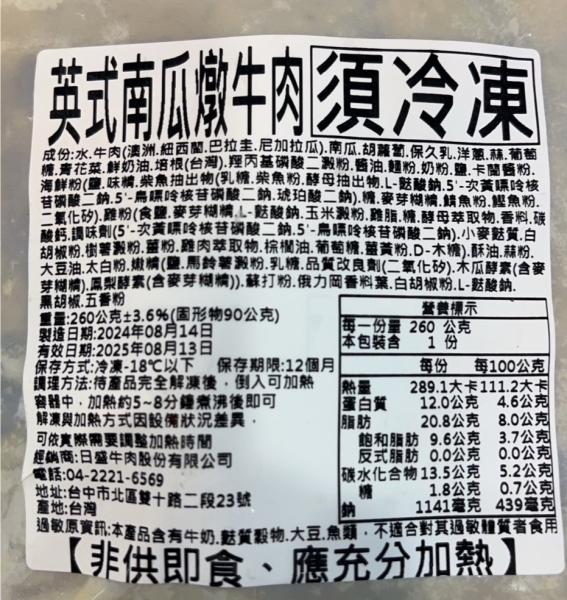 英式南瓜燉牛肉 須冷凍
成份:水.牛肉(澳洲.紐西蘭.巴拉圭.尼加拉瓜).南瓜.胡蘿蔔.保久乳.洋蔥.蒜.葡萄
糖.青花菜.鮮奶油.培根(台灣).羥丙基磷酸二澱粉.醬油.麵粉.奶粉.鹽.卡關醬粉.
海鮮粉(鹽.味精.柴魚抽出物(乳糖.柴魚粉.酵母抽出物.L-麩酸鈉.5'-次黃嘌呤核
苷磷酸二鈉.5'-鳥嘌呤核苷磷酸二鈉.琥珀酸二鈉).糖.麥芽糊精.鯖魚粉.鰹魚粉.
二氧化矽).雞粉(食鹽.麥芽糊精.L-麩酸鈉.玉米澱粉.雞脂.糖.酵母萃取物.香料.碳
酸鈣.調味劑(5'-次黃嘌呤核苷磷酸二鈉.5'-鳥嘌呤核苷磷酸二鈉).小麥麩質.白
胡椒粉.樹薯澱粉.薑粉.雞肉萃取物.棕櫚油.葡萄糖.薑黃粉.D-木糖).酥油.蒜粉.
大豆油.太白粉.嫩精(鹽.馬鈴薯澱粉.乳糖.品質改良劑(二氧化矽).木瓜酵素(含麥
芽糊精).鳳梨酵素(含麥芽糊精)).蘇打粉.俄力岡香料葉.白胡椒粉.L-麩酸鈉.
黑胡椒.五香粉
重量:260公克±3.6%(固形物90公克)
製造日期:2024年08月14日
有效日期:2025年08月13日
保存方式:冷凍-18℃以下 保存期限:12個月
調理方法:待產品完全解凍後，倒入可加熱
容器中，加熱約5~8分鐘煮沸後即可
解凍與加熱方式因設備狀況差異，
可依實際需要調整加熱時間
經銷商:日盛牛肉股份有限公司
電話:04-2221-6569
地址:台中市北區雙十路二段23號
產地:台灣
營養標示
每一份量 260 公克
本包裝含 1 份
每份 每100公克
熱量 289.1大卡 111.2大卡
蛋白質 12.0公克 4.6公克
脂肪 20.8公克 8.0公克
飽和脂肪 9.6公克 3.7公克
反式脂肪 0.0公克 0.0公克
碳水化合物 13.5公克 5.2公克
糖 1.8公克 0.7公克
鈉 1141毫克 439毫克
過敏原資訊:本產品含有牛奶.麩質穀物.大豆.魚類，不適合對其過敏體質者食用
【非供即食、應充分加熱】